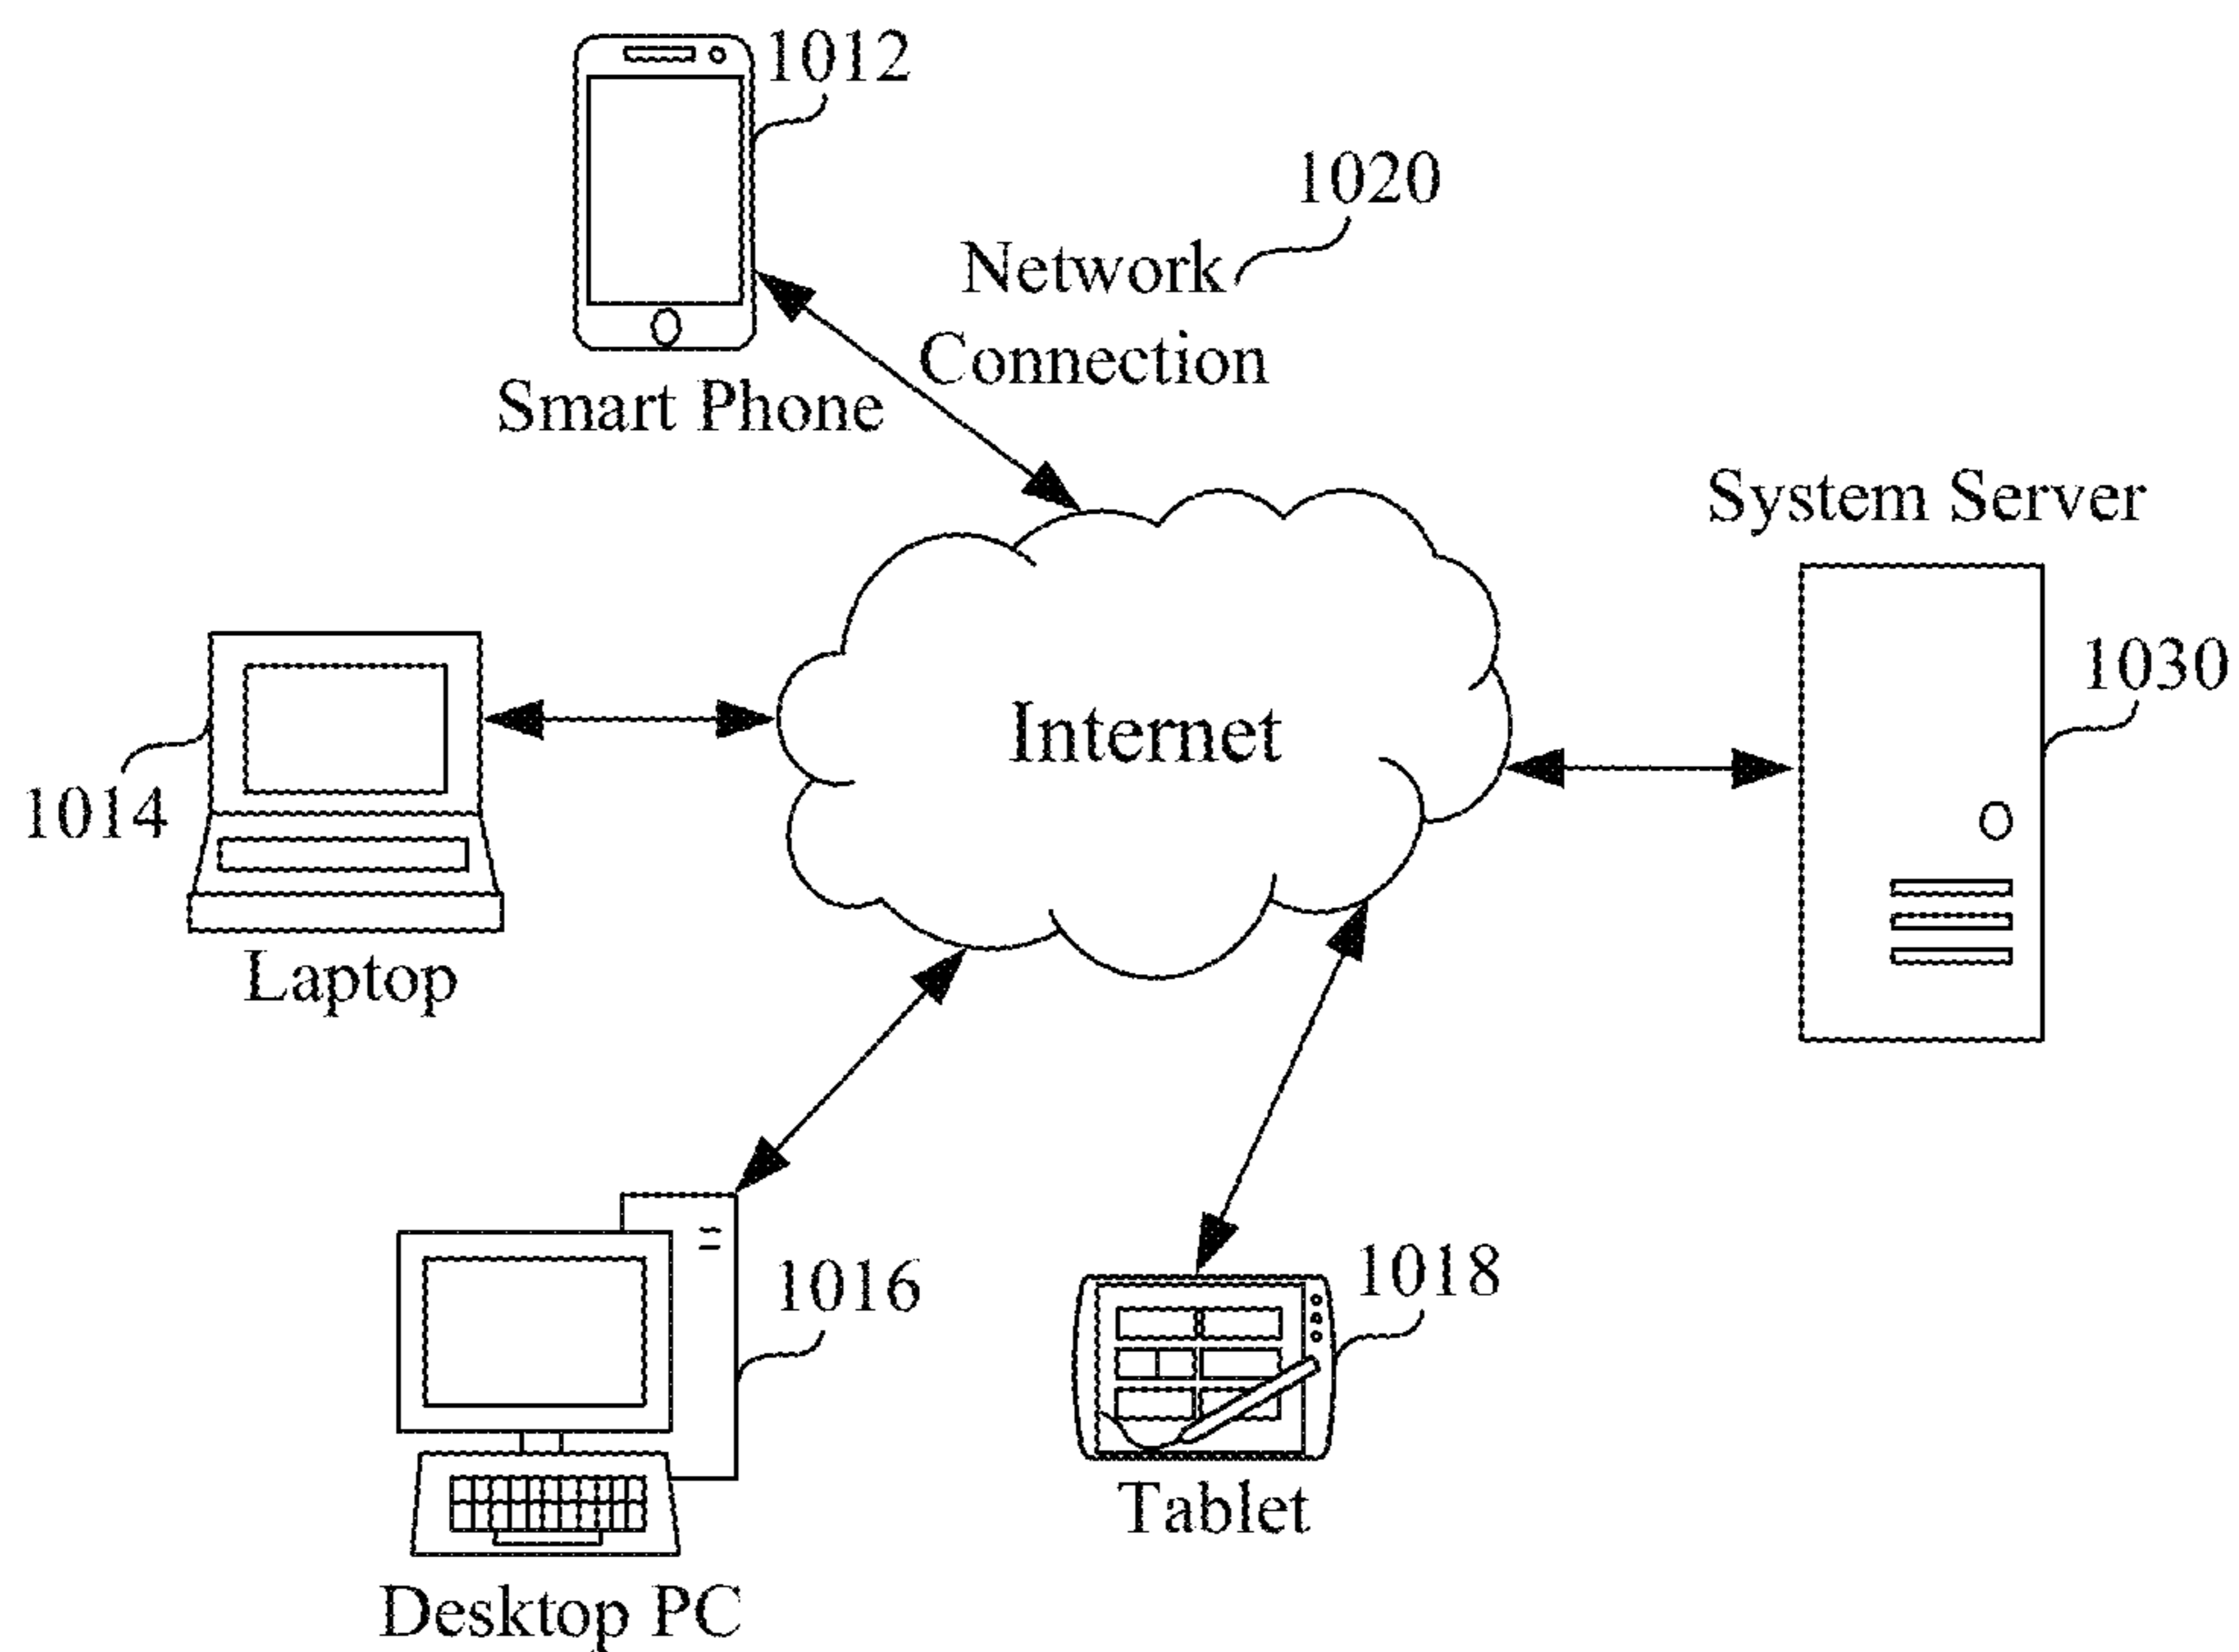 1012
1020
Network
Connection
Smart Phone
System Server
1030
Internet
1014
Laptop
1016
1018
Tablet
Desktop PC